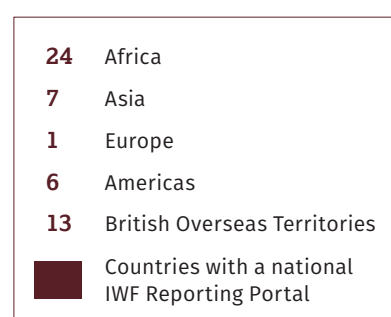 24 Africa
7 Asia
1 Europe
6 Americas
13 British Overseas Territories
Countries with a national
IWF Reporting Portal